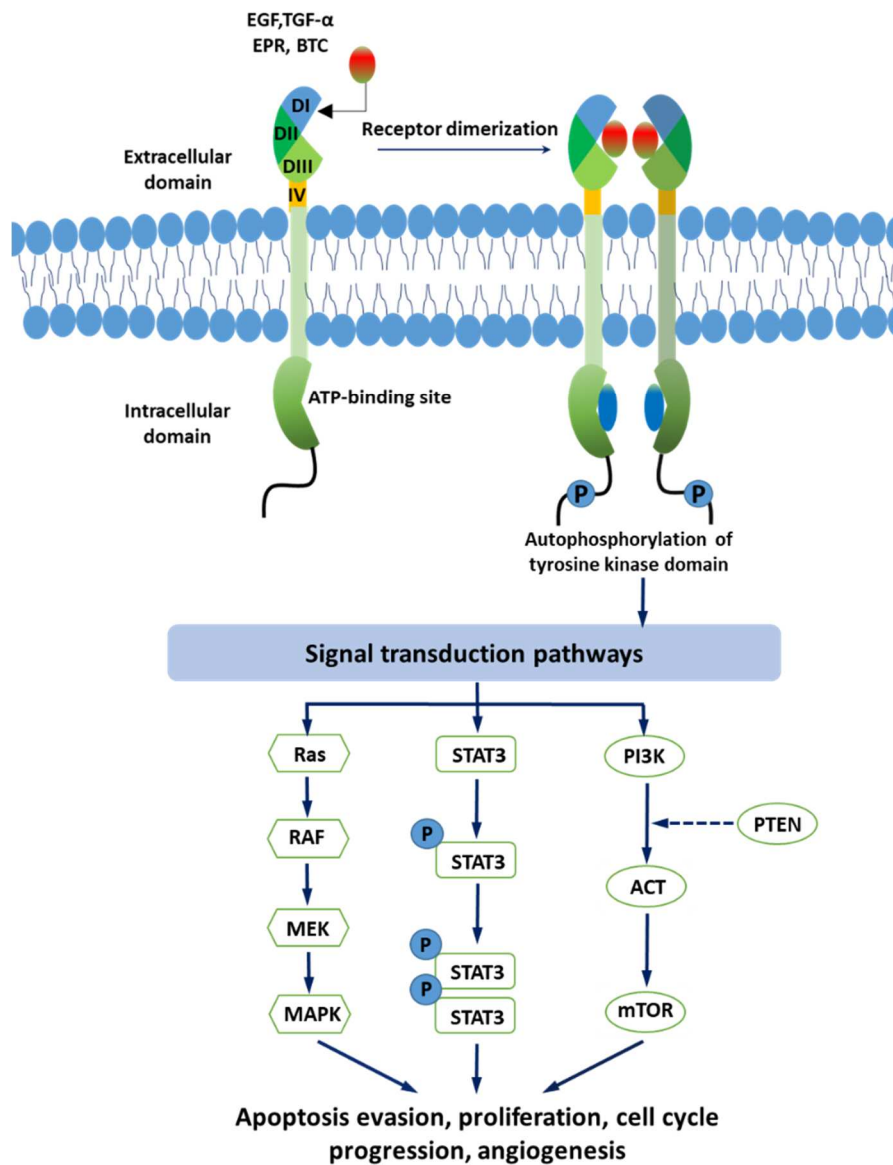 EGF,TGF-α
EPR, BTC
DI
DII
DIII
IV
Extracellular
domain
Receptor dimerization
Intracellular
domain
ATP-binding site
P
P
Autophosphorylation of
tyrosine kinase domain
Signal transduction pathways
Ras
STAT3
PI3K
RAF
P
STAT3
PTEN
ACT
MEK
P
STAT3
P
STAT3
MAPK
mTOR
Apoptosis evasion, proliferation, cell cycle
progression, angiogenesis